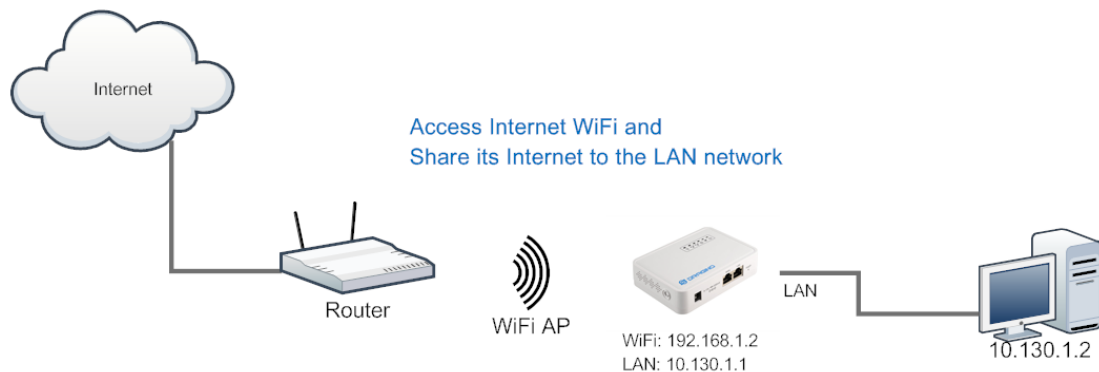 Internet
Access Internet WiFi and
Share its Internet to the LAN network
Router
WiFi AP
DRAGINO
LAN
WiFi: 192.168.1.2
LAN: 10.130.1.1
10.130.1.2